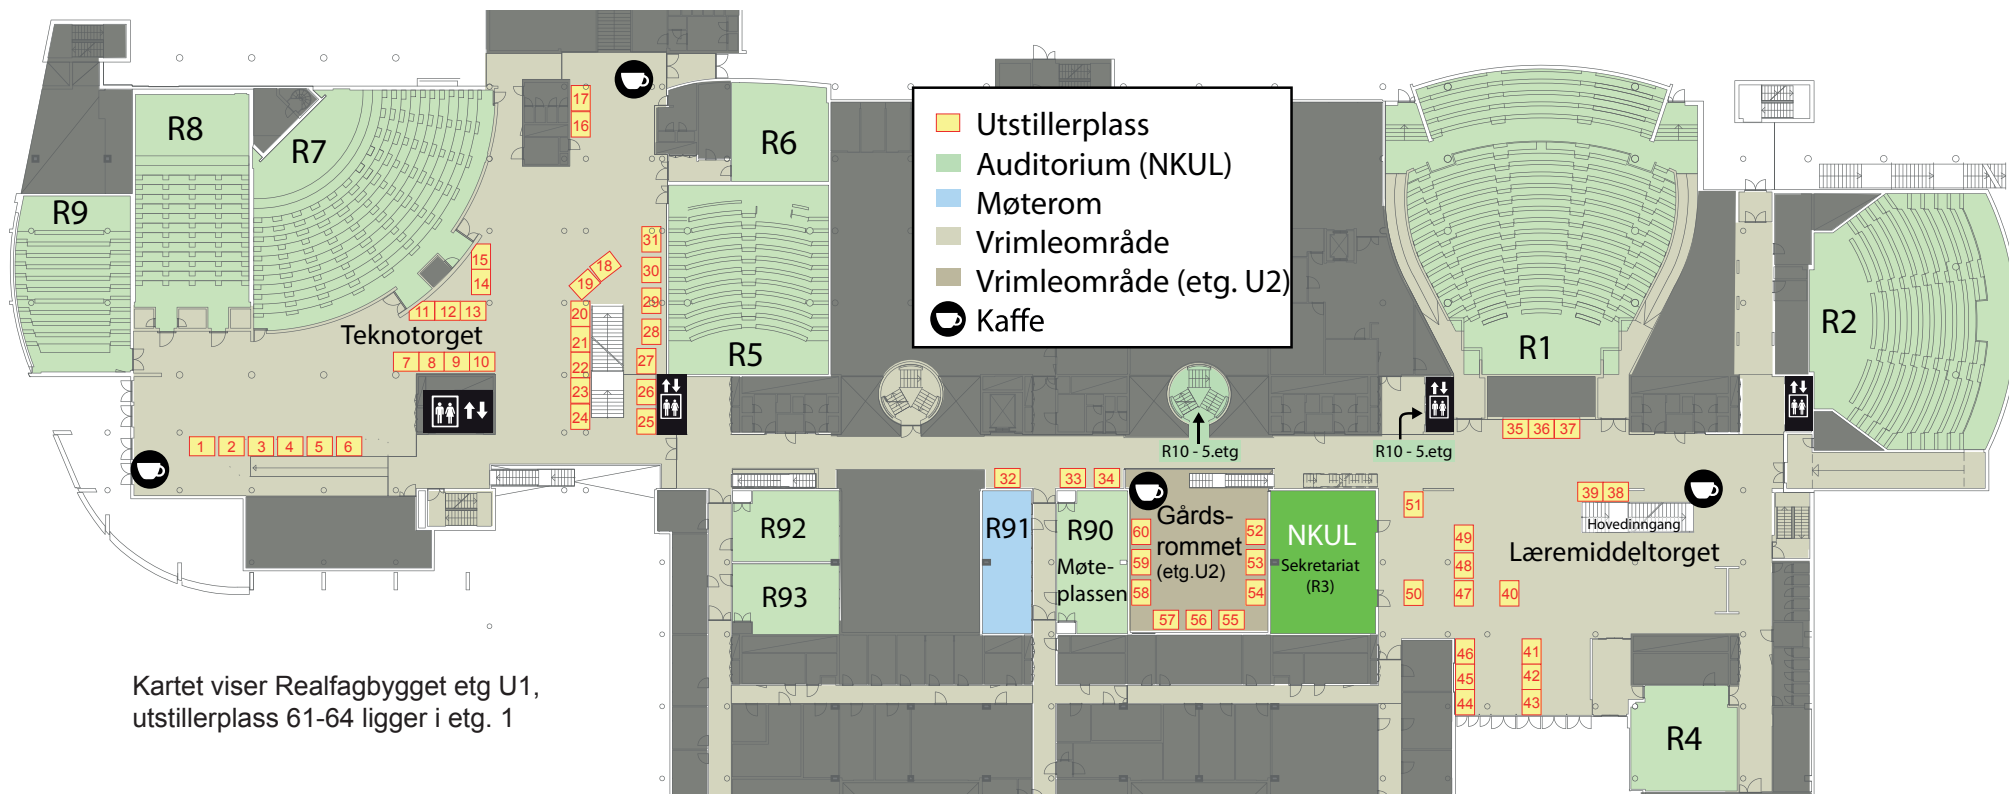 Utstillerplass
Auditorium (NKUL)
Møterom
Vrimleområde
Vrimleområde (etg. U2)
Kaffe
R8
R7
R9
R6
R5
R1
R2
17
16
15
14
11 12 13
Teknotorget
7 8 9 10
1 2 3 4 5 6
18
19
20
21
22
23
24
31
30
29
28
27
26
25
R10 - 5.etg
R10 - 5.etg
35 36 37
32
33 34
R92
R93
R91
R90
Møte-
plassen
Gårds-
rommet
(etg.U2)
60
59
58
57 56 55
52
53
54
NKUL
Sekretariat
(R3)
51
50
49
48
47
40
39 38
Hovedinngang
Læremiddeltorget
46
45
44
41
42
43
R4
Kartet viser Realfagbygget etg U1,
utstillerplass 61-64 ligger i etg. 1